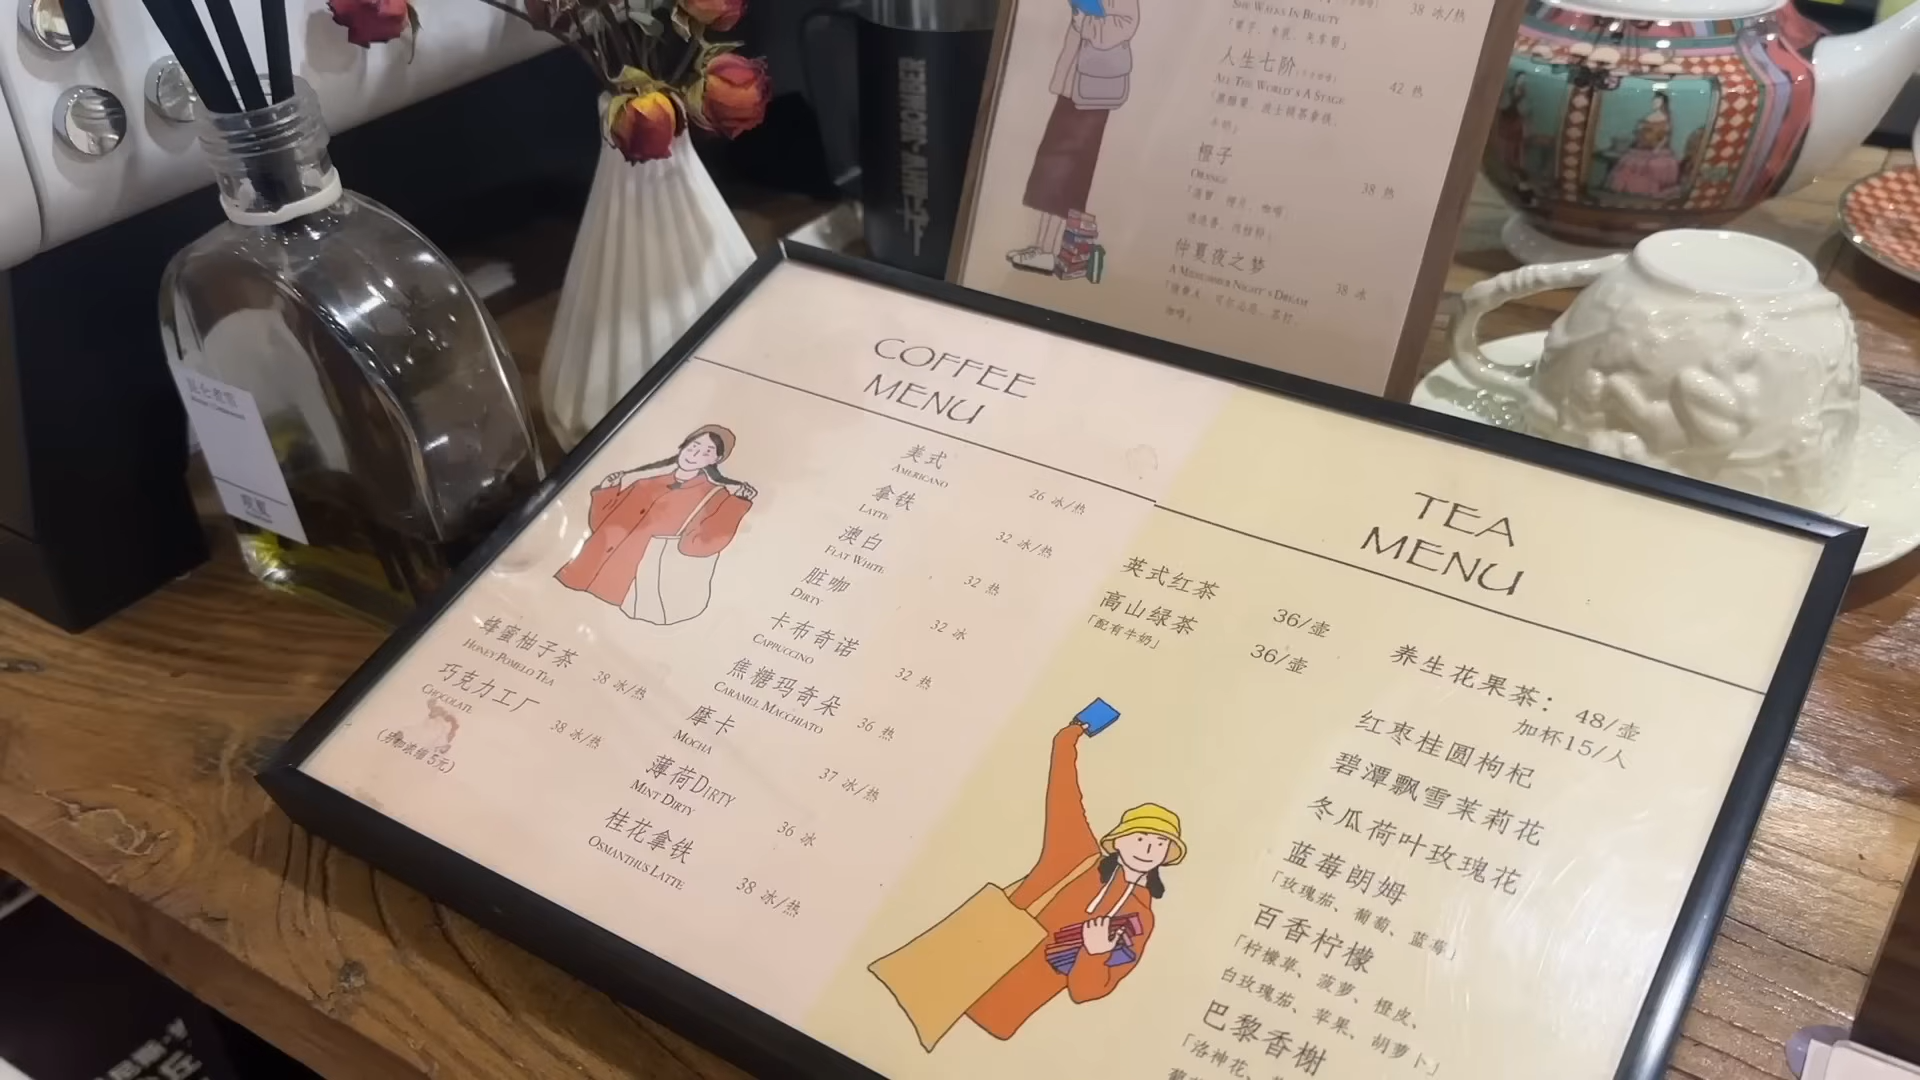 38 冰/热
SHE WALKS IN BEAUTY
人生七阶
42 热
ALL THE WORLD'S A STAGE
橙子
38 热
ORANGE
仲夏夜之梦
38 冰
A MIDSUMMER NIGHT'S DREAM
咖啡」
COFFEE
MENU
美式
AMERICANO
26 冰/热
拿铁
LATTE
32 冰/热
澳白
FLAT WHITE
32 热
脏咖
DIRTY
32 冰
卡布奇诺
CAPPUCCINO
32 热
焦糖玛奇朵
CARAMEL MACCHIATO
36 热
摩卡
MOCHA
37 冰/热
薄荷DIRTY
MINT DIRTY
36 冰
桂花拿铁
OSMANTHUS LATTE
38 冰/热
蜂蜜柚子茶
HONEY POMELO TEA
38 冰/热
巧克力工厂
CHOCOLATE
38 冰/热
TEA
MENU
英式红茶
36/壶
高山绿茶
36/壶
「配有牛奶」
养生花果茶：
48/壶
加杯15/人
红枣桂圆枸杞
碧潭飘雪茉莉花
冬瓜荷叶玫瑰花
蓝莓朗姆
「玫瑰茄、葡萄、蓝莓」
百香柠檬
「柠檬草、菠萝、橙皮、
白玫瑰茄、苹果、胡萝卜」
巴黎香榭
「洛神花、
观夏